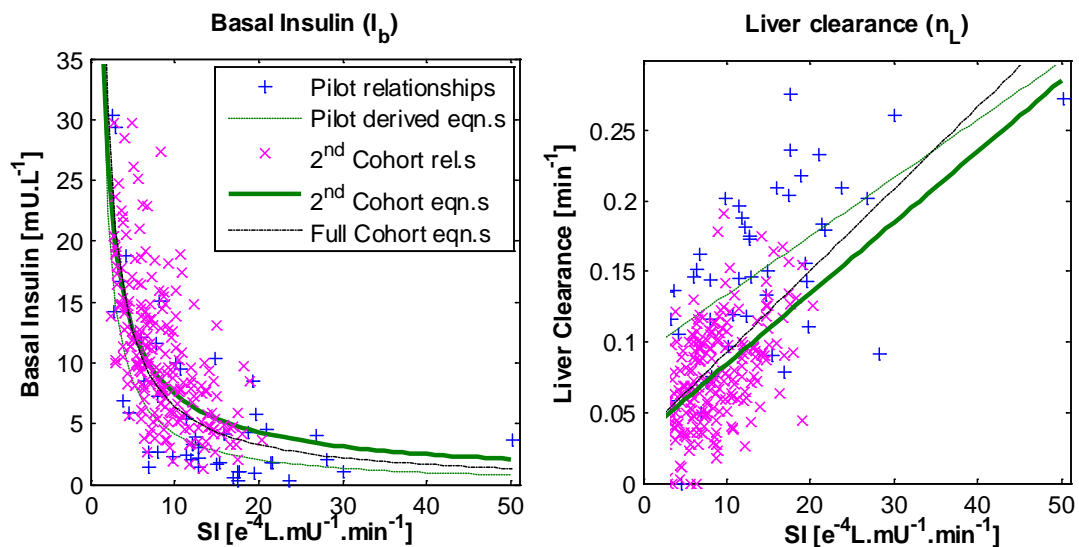 Basal Insulin (I_b)
35
30
25
20
15
10
5
0
Basal Insulin [mU.L^-1]
Pilot relationships
Pilot derived eqn.s
2^nd Cohort rel.s
2^nd Cohort eqn.s
Full Cohort eqn.s
0 10 20 30 40 50
SI [e^-4L.mU^-1.min^-1]
Liver clearance (n_L)
0.25
0.2
0.15
0.1
0.05
0
Liver Clearance [min^-1]
0 10 20 30 40 50
SI [e^-4L.mU^-1.min^-1]